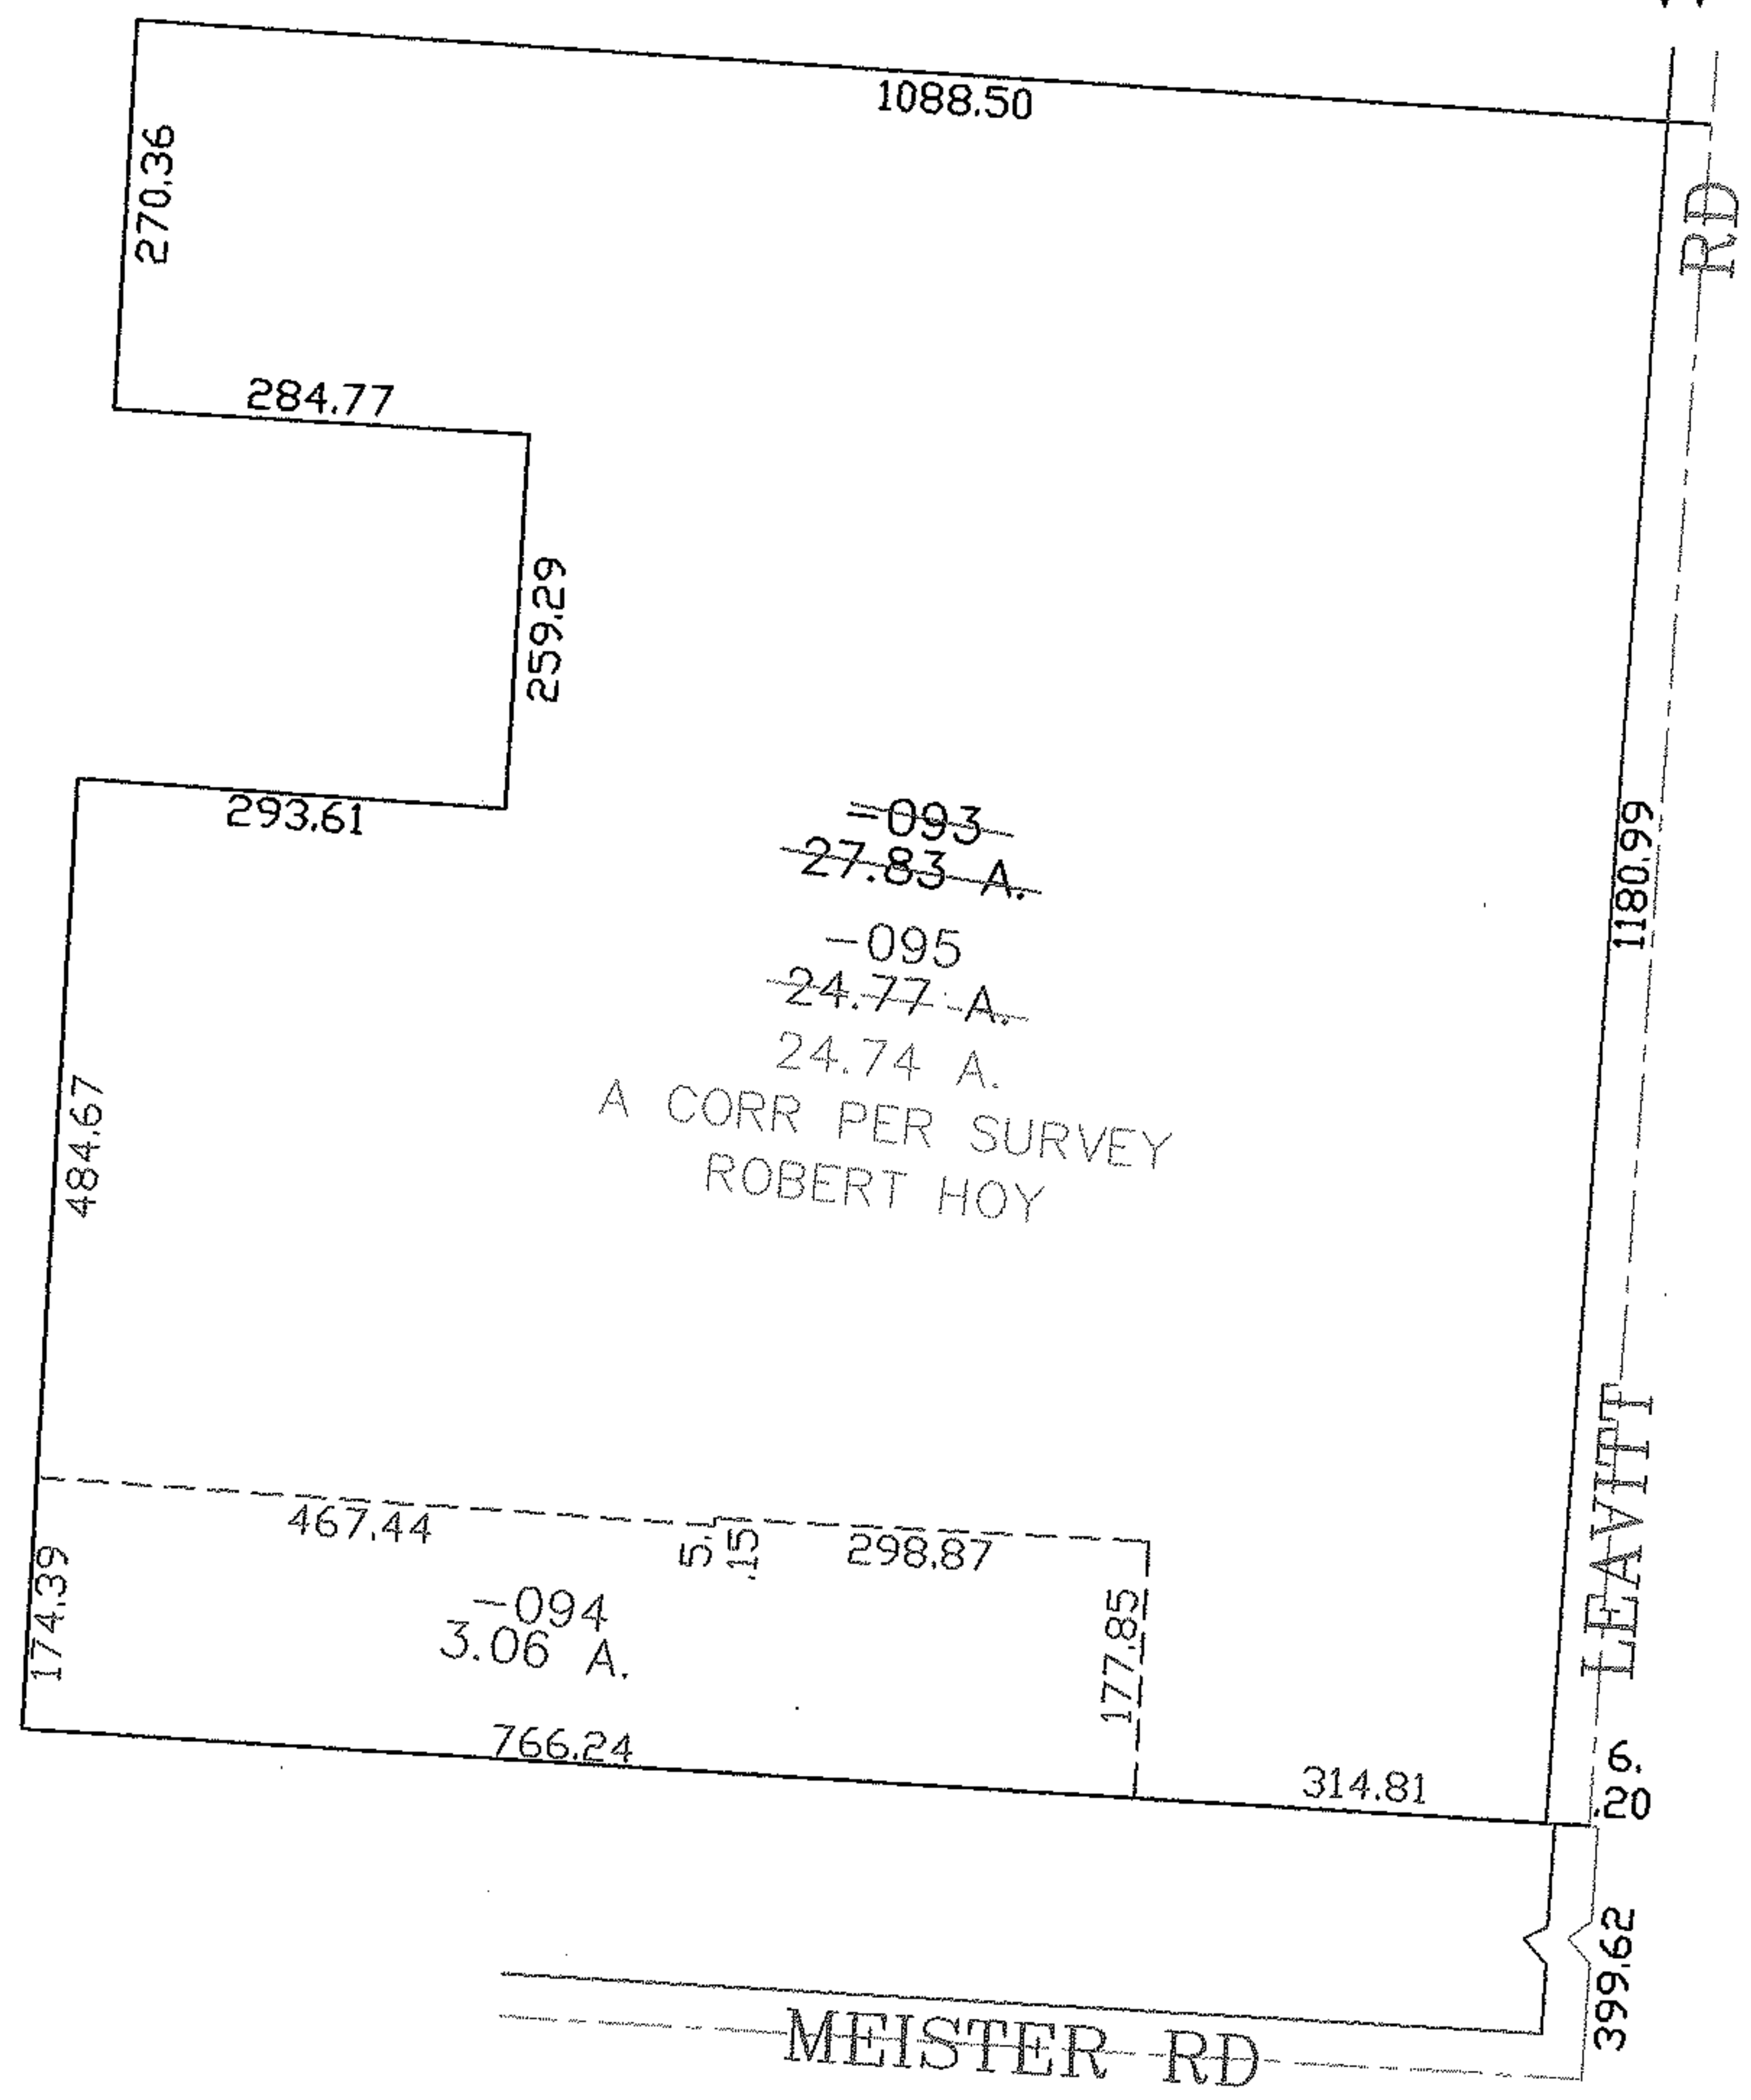 1088.50
270.36
RD
284.77
259.29
293.61
-093
27.83 A.
1180.99
-095
24.77 A.
24.74 A.
A CORR PER SURVEY
ROBERT HOY
484.67
LEAVITT
467.44
5.
.15
298.87
174.39
-094
3.06 A.
177.85
766.24
314.81
6.
.20
399.62
MEISTER RD